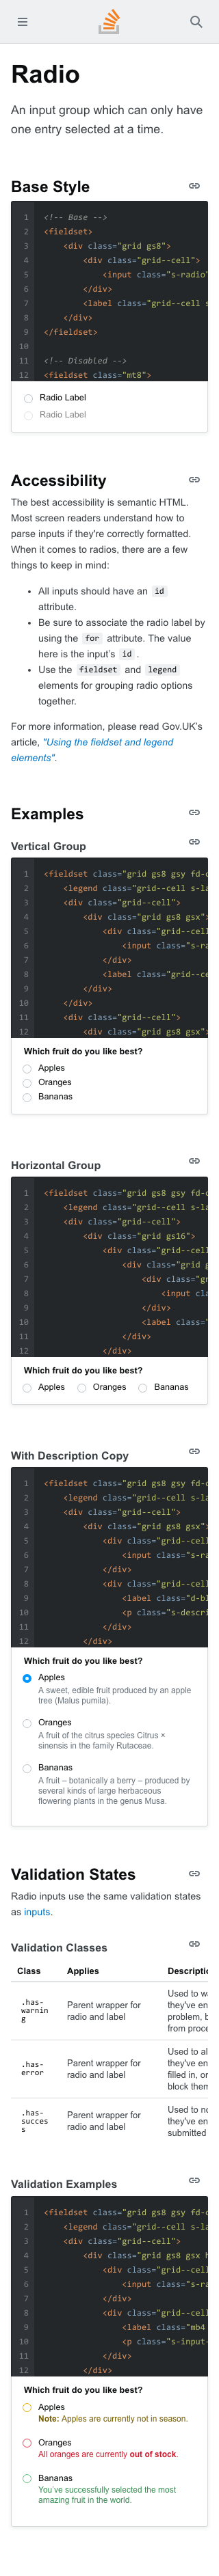 Radio
An input group which can only have
one entry selected at a time.
Base Style
1 <!-- Base -->
2 <fieldset>
3 <div class="grid gs8">
4 <div class="grid--cell">
5 <input class="s-radio"
6 </div>
7 <label class="grid--cell s
8 </div>
9 </fieldset>
10
11 <!-- Disabled -->
12 <fieldset class="mt8">
Radio Label
Radio Label
Accessibility
The best accessibility is semantic HTML.
Most screen readers understand how to
parse inputs if they're correctly formatted.
When it comes to radios, there are a few
things to keep in mind:
• All inputs should have an id
attribute.
• Be sure to associate the radio label by
using the for attribute. The value
here is the input's id .
• Use the fieldset and legend
elements for grouping radio options
together.
For more information, please read Gov.UK's
article, "Using the fieldset and legend
elements".
Examples
Vertical Group
1 <fieldset class="grid gs8 gsy fd-c
2 <legend class="grid--cell s-la
3 <div class="grid--cell">
4 <div class="grid gs8 gsx">
5 <div class="grid--cell
6 <input class="s-ra
7 </div>
8 <label class="grid--ce
9 </div>
10 </div>
11 <div class="grid--cell">
12 <div class="grid gs8 gsx">
Which fruit do you like best?
Apples
Oranges
Bananas
Horizontal Group
1 <fieldset class="grid gs8 gsy fd-c
2 <legend class="grid--cell s-la
3 <div class="grid--cell">
4 <div class="grid gs16">
5 <div class="grid--cell
6 <div class="grid g
7 <div class="gr
8 <input cla
9 </div>
10 <label class="
11 </div>
12 </div>
Which fruit do you like best?
Apples Oranges Bananas
With Description Copy
1 <fieldset class="grid gs8 gsy fd-c
2 <legend class="grid--cell s-la
3 <div class="grid--cell">
4 <div class="grid gs8 gsx">
5 <div class="grid--cell
6 <input class="s-ra
7 </div>
8 <div class="grid--cell
9 <label class="d-bl
10 <p class="s-descri
11 </div>
12 </div>
Which fruit do you like best?
Apples
A sweet, edible fruit produced by an apple
tree (Malus pumila).
Oranges
A fruit of the citrus species Citrus ×
sinensis in the family Rutaceae.
Bananas
A fruit – botanically a berry – produced by
several kinds of large herbaceous
flowering plants in the genus Musa.
Validation States
Radio inputs use the same validation states
as inputs.
Validation Classes
Class Applies Descriptio
.has-
warnin
g
Parent wrapper for
radio and label
Used to wa
they've en
problem, b
from proce
.has-
error
Parent wrapper for
radio and label
Used to al
they've en
filled in, or
block them
.has-
succes
s
Parent wrapper for
radio and label
Used to no
they've en
submitted
Validation Examples
1 <fieldset class="grid gs8 gsy fd-c
2 <legend class="grid--cell s-la
3 <div class="grid--cell">
4 <div class="grid gs8 gsx h
5 <div class="grid--cell
6 <input class="s-ra
7 </div>
8 <div class="grid--cell
9 <label class="mb4
10 <p class="s-input-
11 </div>
12 </div>
Which fruit do you like best?
Apples
Note: Apples are currently not in season.
Oranges
All oranges are currently out of stock.
Bananas
You've successfully selected the most
amazing fruit in the world.